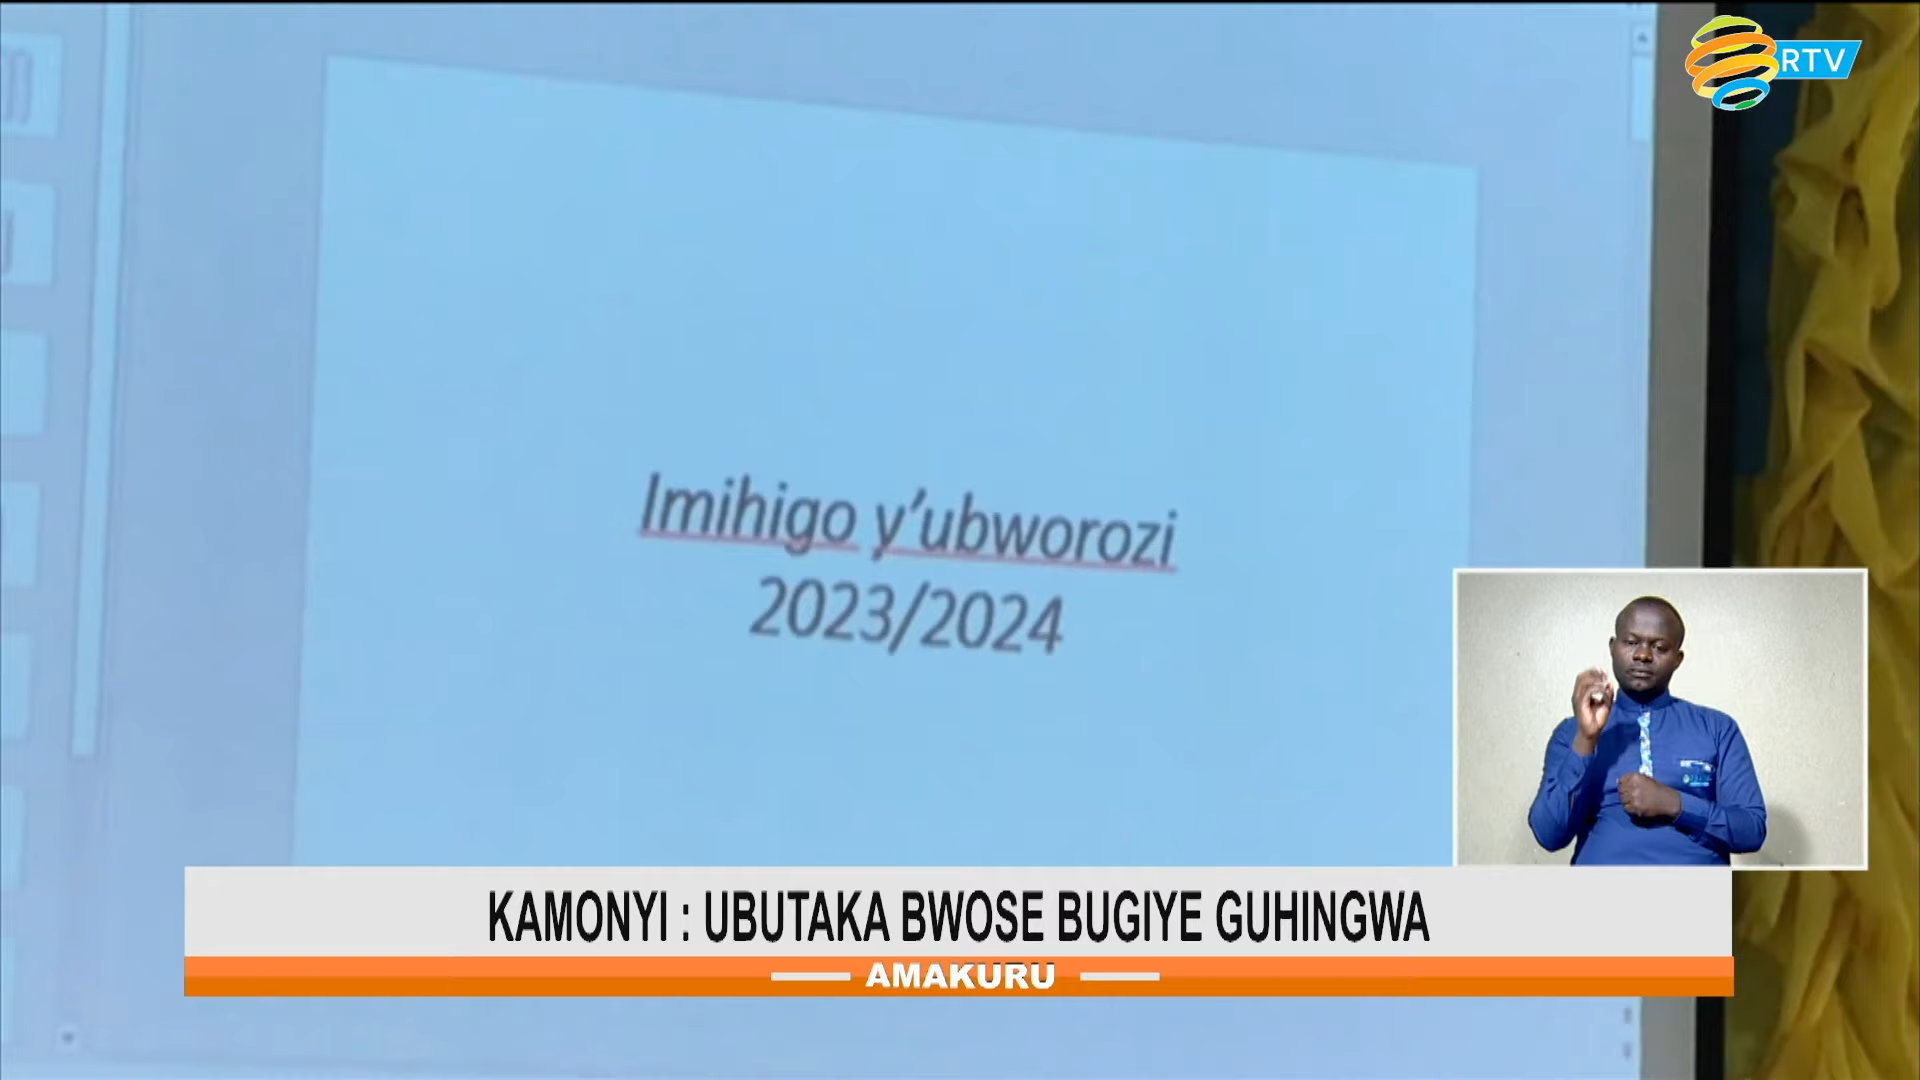 RTV
Imihigo y'ubworozi
2023/2024
KAMONYI : UBUTAKA BWOSE BUGIYE GUHINGWA
AMAKURU